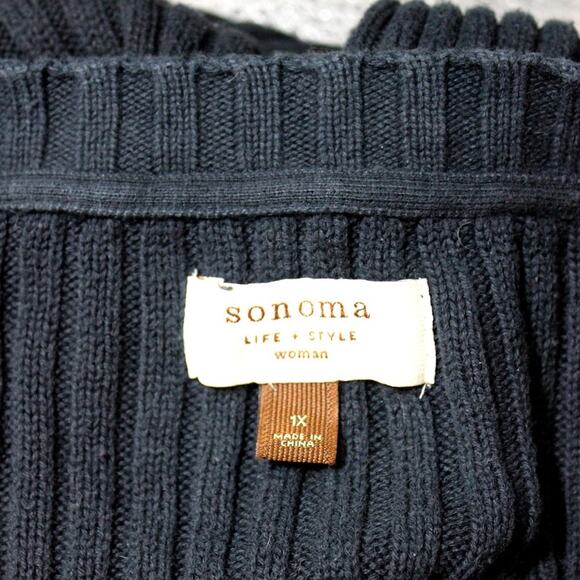 sonoma
LIFE + STYLE
woman
1X
MADE IN
CHINA